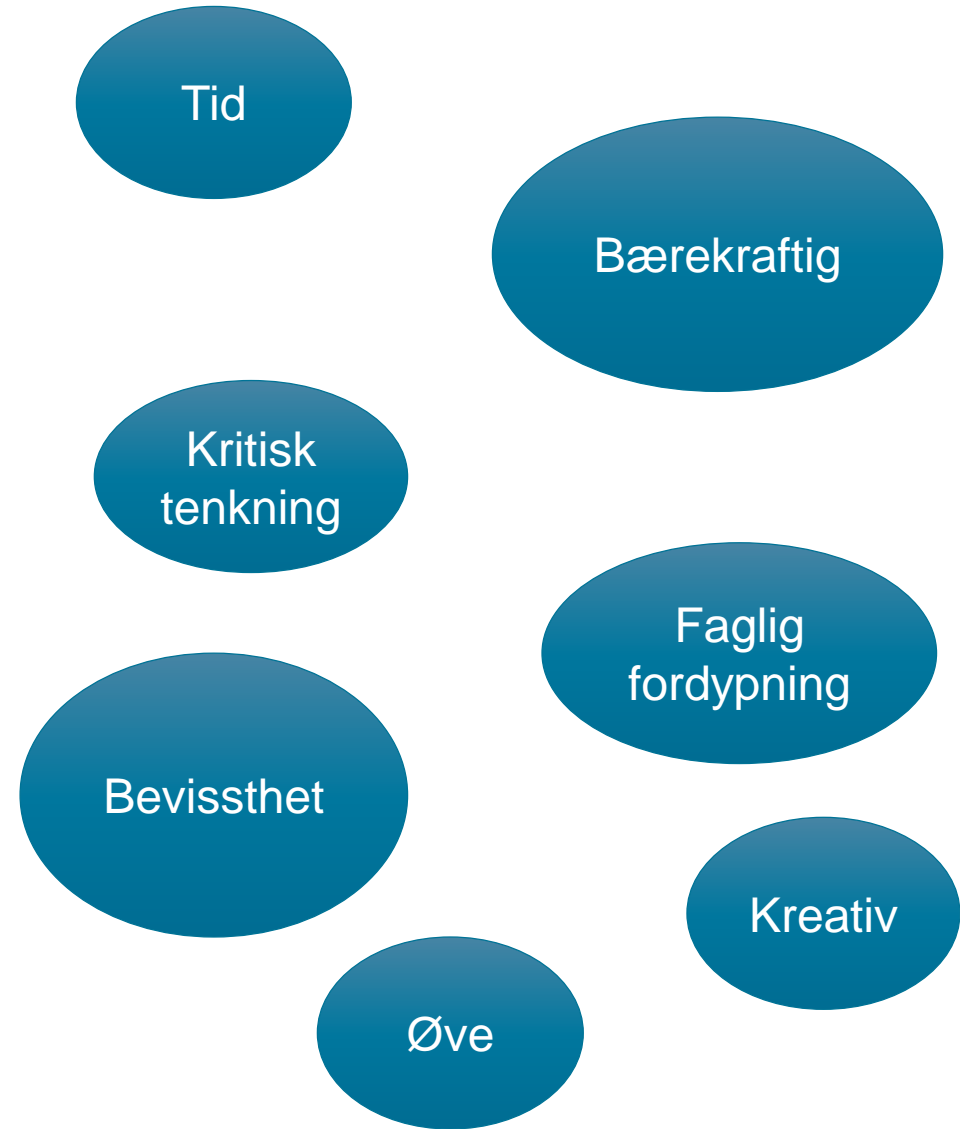 Tid
Bærekraftig
Kritisk
tenkning
Faglig
fordypning
Bevissthet
Kreativ
Øve